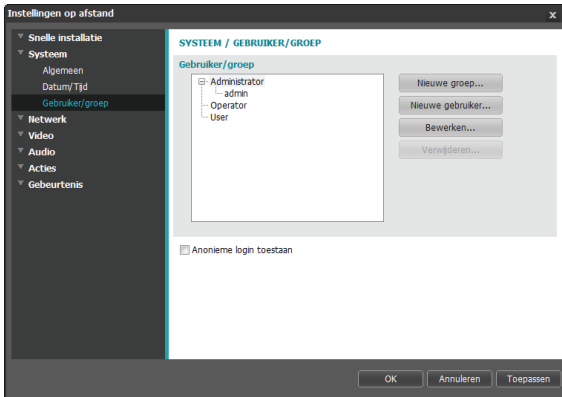 Instellingen op afstand
x
Snelle installatie
Systeem
Algemeen
Datum/Tijd
Gebruiker/groep
Netwerk
Video
Audio
Acties
Gebeurtenis
SYSTEEM / GEBRUIKER/GROEP
Gebruiker/groep
Administrator
admin
Operator
User
Nieuwe groep...
Nieuwe gebruiker...
Bewerken...
Verwijderen...
Anonieme login toestaan
OK
Annuleren
Toepassen